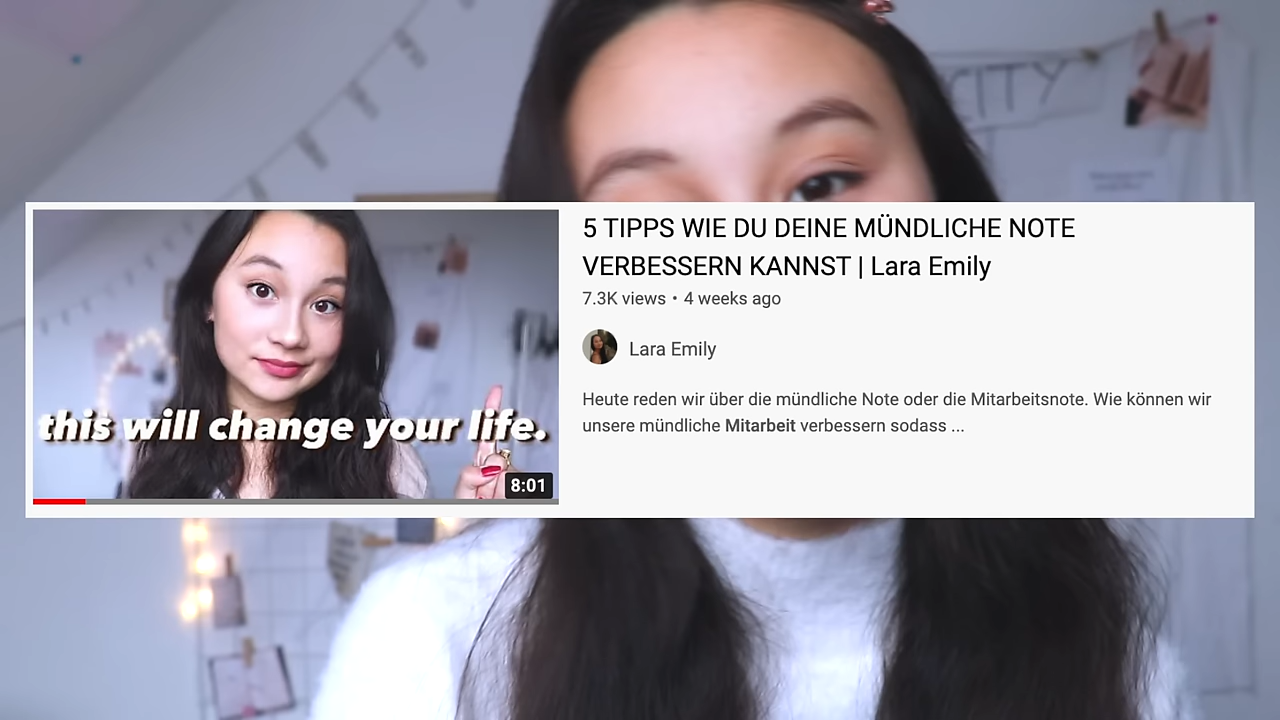 CITY
5 TIPPS WIE DU DEINE MÜNDLICHE NOTE
VERBESSERN KANNST | Lara Emily
7.3K views • 4 weeks ago
Lara Emily
Heute reden wir über die mündliche Note oder die Mitarbeitsnote. Wie können wir
unsere mündliche Mitarbeit verbessern sodass ...
this will change your life.
8:01